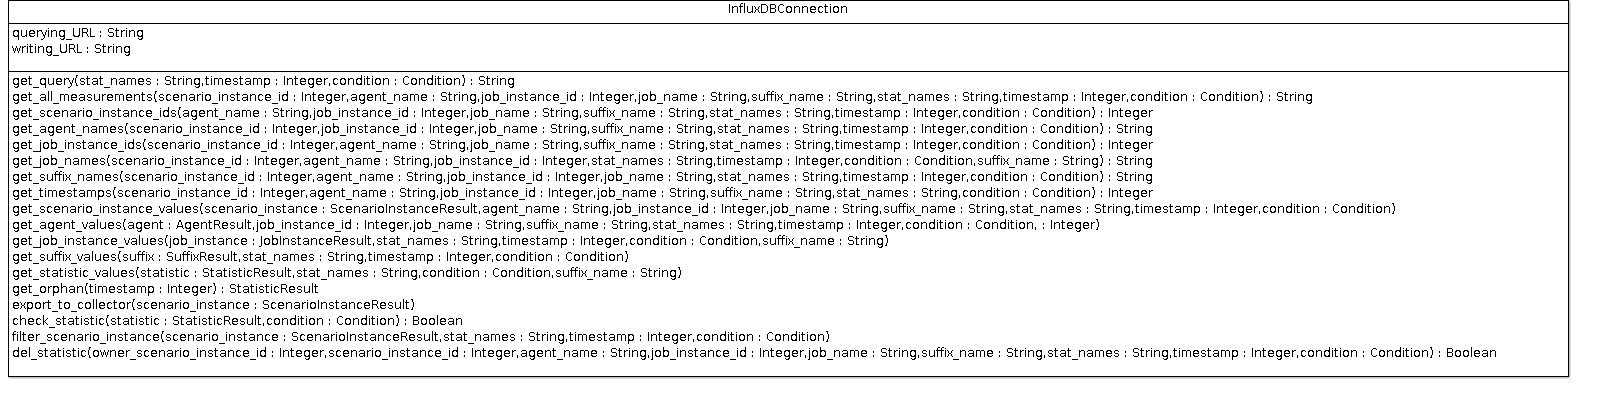 InfluxDBConnection
querying_URL : String
writing_URL : String
get_query(stat_names : String,timestamp : Integer,condition : Condition) : String
get_all_measurements(scenario_instance_id : Integer,agent_name : String,job_instance_id : Integer,job_name : String,suffix_name : String,stat_names : String,timestamp : Integer,condition : Condition) : String
get_scenario_instance_ids(agent_name : String,job_instance_id : Integer,job_name : String,suffix_name : String,stat_names : String,timestamp : Integer,condition : Condition) : Integer
get_agent_names(scenario_instance_id : Integer,job_instance_id : Integer,job_name : String,suffix_name : String,stat_names : String,timestamp : Integer,condition : Condition) : String
get_job_instance_ids(scenario_instance_id : Integer,agent_name : String,job_name : String,suffix_name : String,stat_names : String,timestamp : Integer,condition : Condition) : Integer
get_job_names(scenario_instance_id : Integer,agent_name : String,job_instance_id : Integer,stat_names : String,timestamp : Integer,condition : Condition,suffix_name : String) : String
get_suffix_names(scenario_instance_id : Integer,agent_name : String,job_instance_id : Integer,job_name : String,stat_names : String,timestamp : Integer,condition : Condition) : String
get_timestamps(scenario_instance_id : Integer,agent_name : String,job_instance_id : Integer,job_name : String,suffix_name : String,stat_names : String,condition : Condition) : Integer
get_scenario_instance_values(scenario_instance : ScenarioInstanceResult,agent_name : String,job_instance_id : Integer,job_name : String,suffix_name : String,stat_names : String,timestamp : Integer,condition : Condition)
get_agent_values(agent : AgentResult,job_instance_id : Integer,job_name : String,suffix_name : String,stat_names : String,timestamp : Integer,condition : Condition, : Integer)
get_job_instance_values(job_instance : JobInstanceResult,stat_names : String,timestamp : Integer,condition : Condition,suffix_name : String)
get_suffix_values(suffix : SuffixResult,stat_names : String,timestamp : Integer,condition : Condition)
get_statistic_values(statistic : StatisticResult,stat_names : String,condition : Condition,suffix_name : String)
get_orphan(timestamp : Integer) : StatisticResult
export_to_collector(scenario_instance : ScenarioInstanceResult)
check_statistic(statistic : StatisticResult,condition : Condition) : Boolean
filter_scenario_instance(scenario_instance : ScenarioInstanceResult,stat_names : String,timestamp : Integer,condition : Condition)
del_statistic(owner_scenario_instance_id : Integer,scenario_instance_id : Integer,agent_name : String,job_instance_id : Integer,job_name : String,suffix_name : String,stat_names : String,timestamp : Integer,condition : Condition) : Boolean